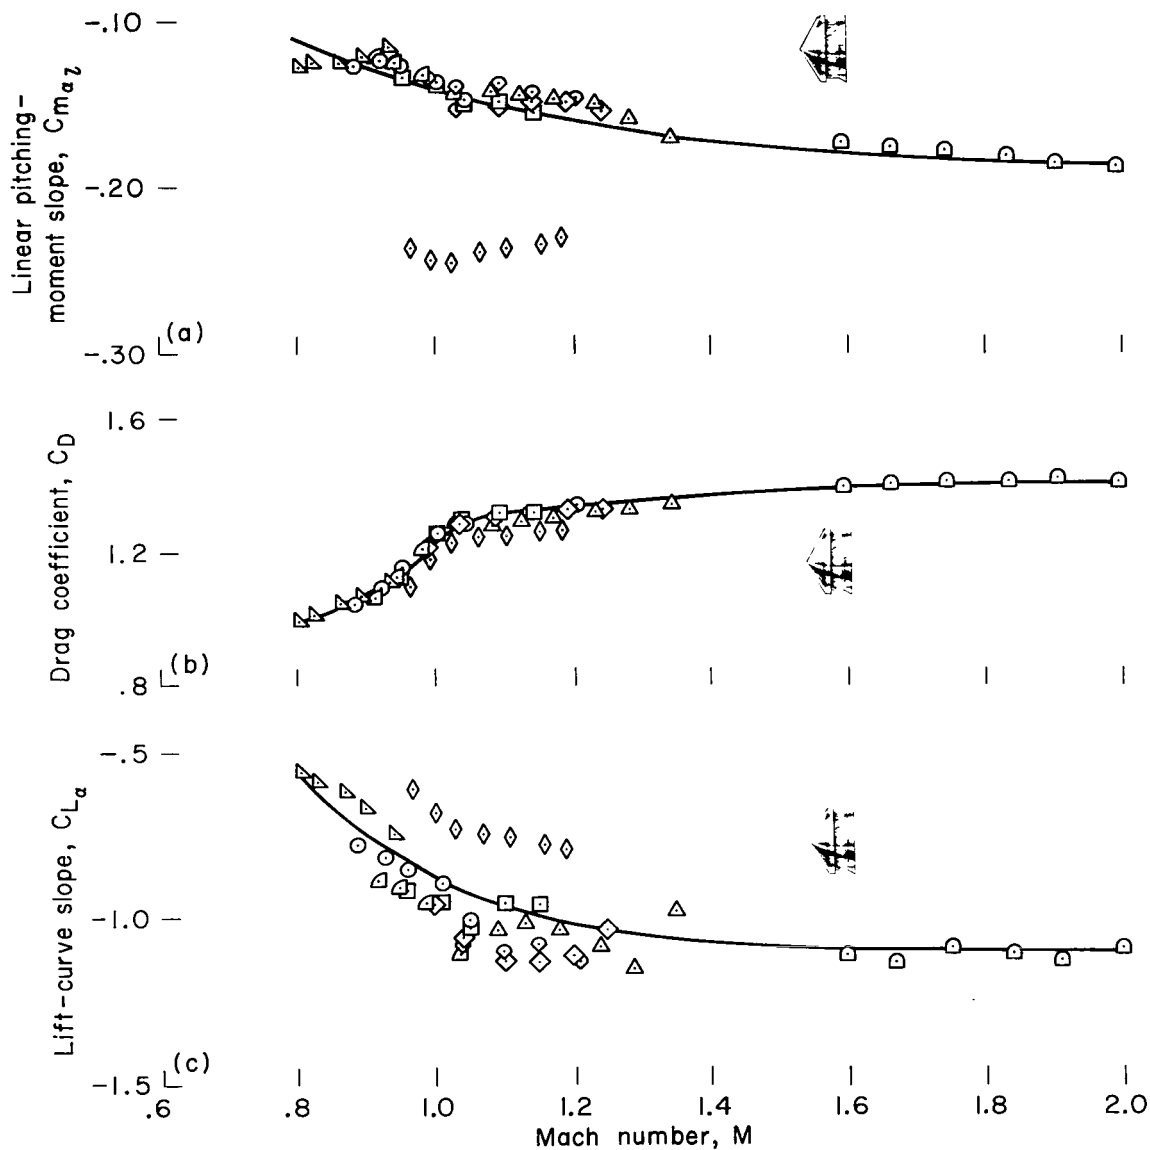 -.10
-.20
-.30
Linear pitching-
moment slope, Cmαl
(a)
1.6
1.2
.8
Drag coefficient, CD
(b)
-.5
-1.0
-1.5
Lift-curve slope, CLα
(c)
.6 .8 1.0 1.2 1.4 1.6 1.8 2.0
Mach number, M